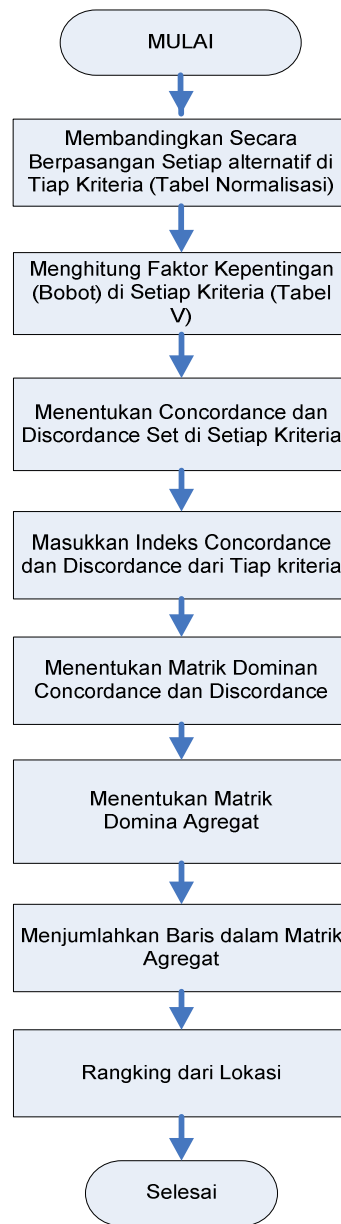 MULAI
Membandingkan Secara
Berpasangan Setiap alternatif di
Tiap Kriteria (Tabel Normalisasi)
Menghitung Faktor Kepentingan
(Bobot) di Setiap Kriteria (Tabel
V)
Menentukan Concordance dan
Discordance Set di Setiap Kriteria
Masukkan Indeks Concordance
dan Discordance dari Tiap kriteria
Menentukan Matrik Dominan
Concordance dan Discordance
Menentukan Matrik
Domina Agregat
Menjumlahkan Baris dalam Matrik
Agregat
Rangking dari Lokasi
Selesai